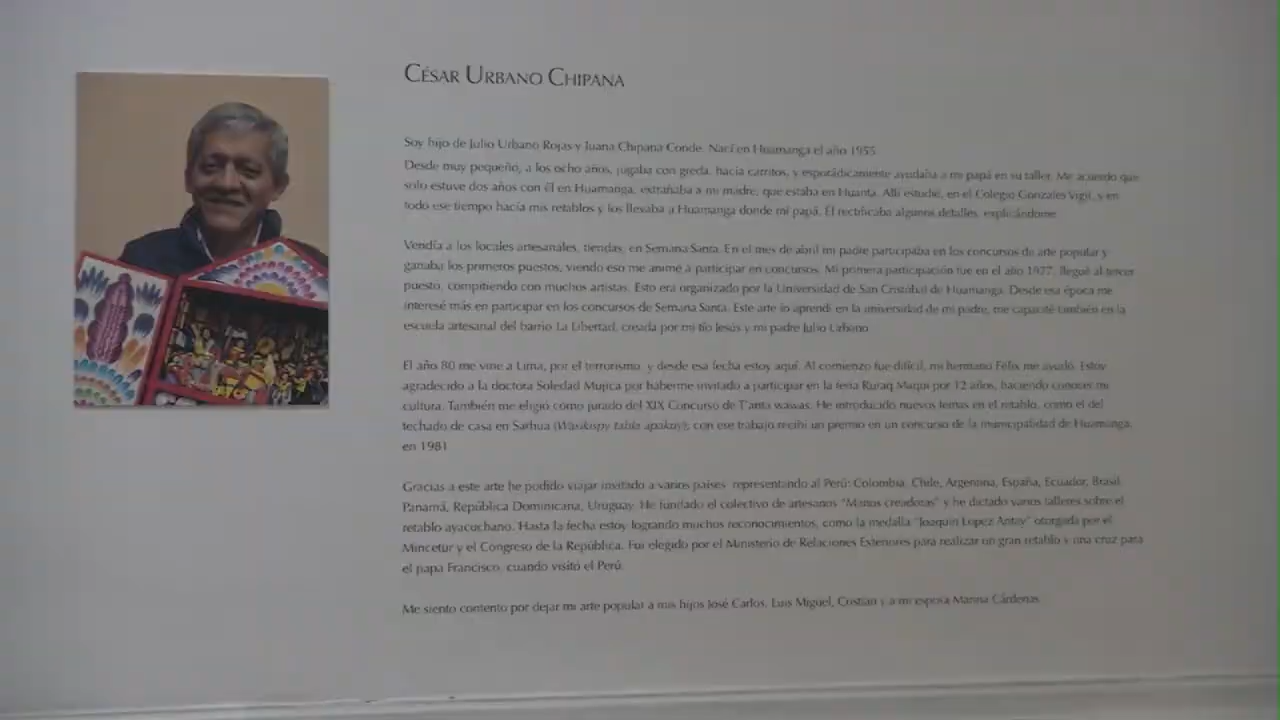 CÉSAR URBANO CHIPANA
Soy hijo de Julio Urbano Rojas y Juana Chipana Conde. Nací en Huamanga el año 1955.
Desde muy pequeño, a los ocho años, jugaba con greda, hacía carritos, y esporádicamente ayudaba a mi papá en su taller. Me acuerdo que
solo estuve dos años con él en Huamanga, extrañaba a mi madre, que estaba en Huanta. Allí estudié, en el Colegio Gonzales Vigil, y en
todo ese tiempo hacía mis retablos y los llevaba a Huamanga donde mi papá. Él rectificaba algunos detalles, explicándome.
Vendía a los locales artesanales, tiendas, en Semana Santa. En el mes de abril mi padre participaba en los concursos de arte popular y
ganaba los primeros puestos, viendo eso me animé a participar en concursos. Mi primera participación fue en el año 1977, llegué al tercer
puesto, compitiendo con muchos artistas. Esto era organizado por la Universidad de San Cristóbal de Huamanga. Desde esa época me
interesé más en participar en los concursos de Semana Santa. Este arte lo aprendí en la universidad de mi padre, me capacité también en la
escuela artesanal del barrio La Libertad, creada por mi tío Jesús y mi padre Julio Urbano.
El año 80 me vine a Lima, por el terrorismo, y desde esa fecha estoy aquí. Al comienzo fue difícil, mi hermano Félix me ayudó. Estoy
agradecido a la doctora Soledad Mujica por haberme invitado a participar en la feria Ruraq Maqui por 12 años, haciendo conocer mi
cultura. También me eligió como jurado del XIX Concurso de T'anta wawas. He introducido nuevos temas en el retablo, como el del
techado de casa en Sarhua (Wasikupy tabla apakuy); con ese trabajo recibí un premio en un concurso de la municipalidad de Huamanga,
en 1981.
Gracias a este arte he podido viajar invitado a varios países representando al Perú: Colombia, Chile, Argentina, España, Ecuador, Brasil,
Panamá, República Dominicana, Uruguay. He fundado el colectivo de artesanos "Manos creadoras" y he dictado varios talleres sobre el
retablo ayacuchano. Hasta la fecha estoy logrando muchos reconocimientos, como la medalla "Joaquín López Antay" otorgada por el
Mincetur y el Congreso de la República. Fui elegido por el Ministerio de Relaciones Exteriores para realizar un gran retablo y una cruz para
el papa Francisco, cuando visitó el Perú.
Me siento contento por dejar mi arte popular a mis hijos José Carlos, Luis Miguel, Cristian y a mi esposa Marina Cárdenas.